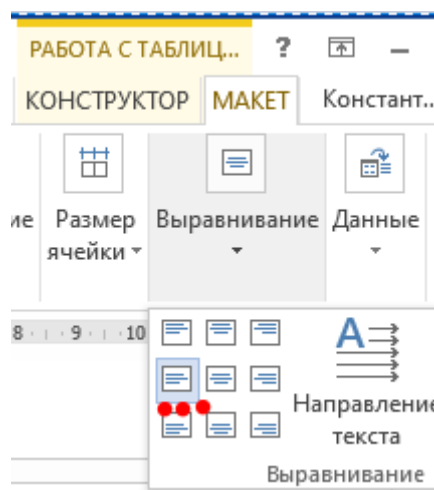 РАБОТА С ТАБЛИЦ... ?
КОНСТРУКТОР МАКЕТ Констант..
ие Размер ячейки Выравнивание Данные
8 9 10
A
Направление
текста
Выравнивание